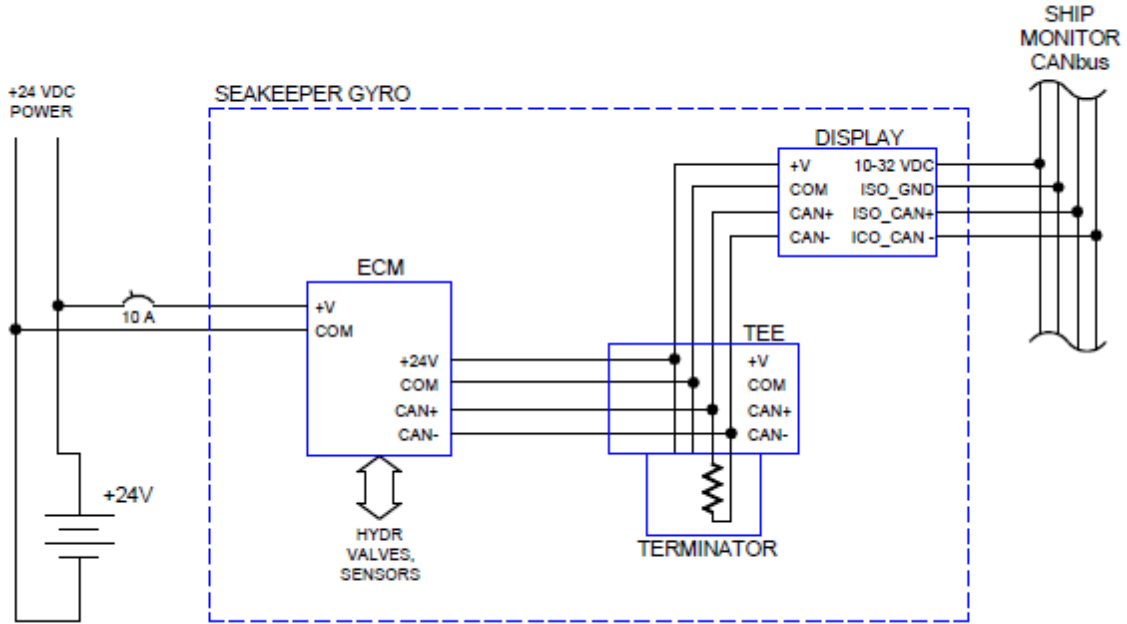 SHIP
MONITOR
CANbus
+24 VDC
POWER
SEAKEEPER GYRO
DISPLAY
+V 10-32 VDC
COM ISO_GND
CAN+ ISO_CAN+
CAN- ICO_CAN -
ECM
+V
10 A
COM
TEE
+24V +V
COM COM
CAN+ CAN+
CAN- CAN-
+24V
HYDR
VALVES,
SENSORS
TERMINATOR